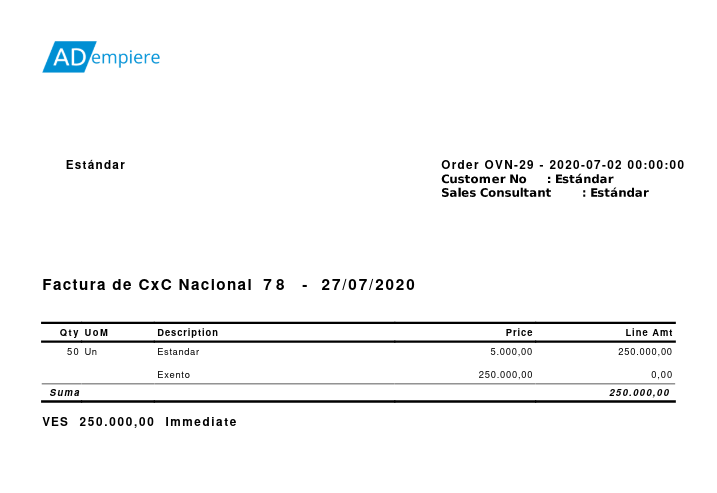 ADempiere
Estándar
Order OVN-29 - 2020-07-02 00:00:00
Customer No : Estándar
Sales Consultant : Estándar
Factura de CxC Nacional 78 - 27/07/2020
Qty UoM Description Price Line Amt
50 Un Estandar 5.000,00 250.000,00
Exento 250.000,00 0,00
Suma 250.000,00
VES 250.000,00 Immediate